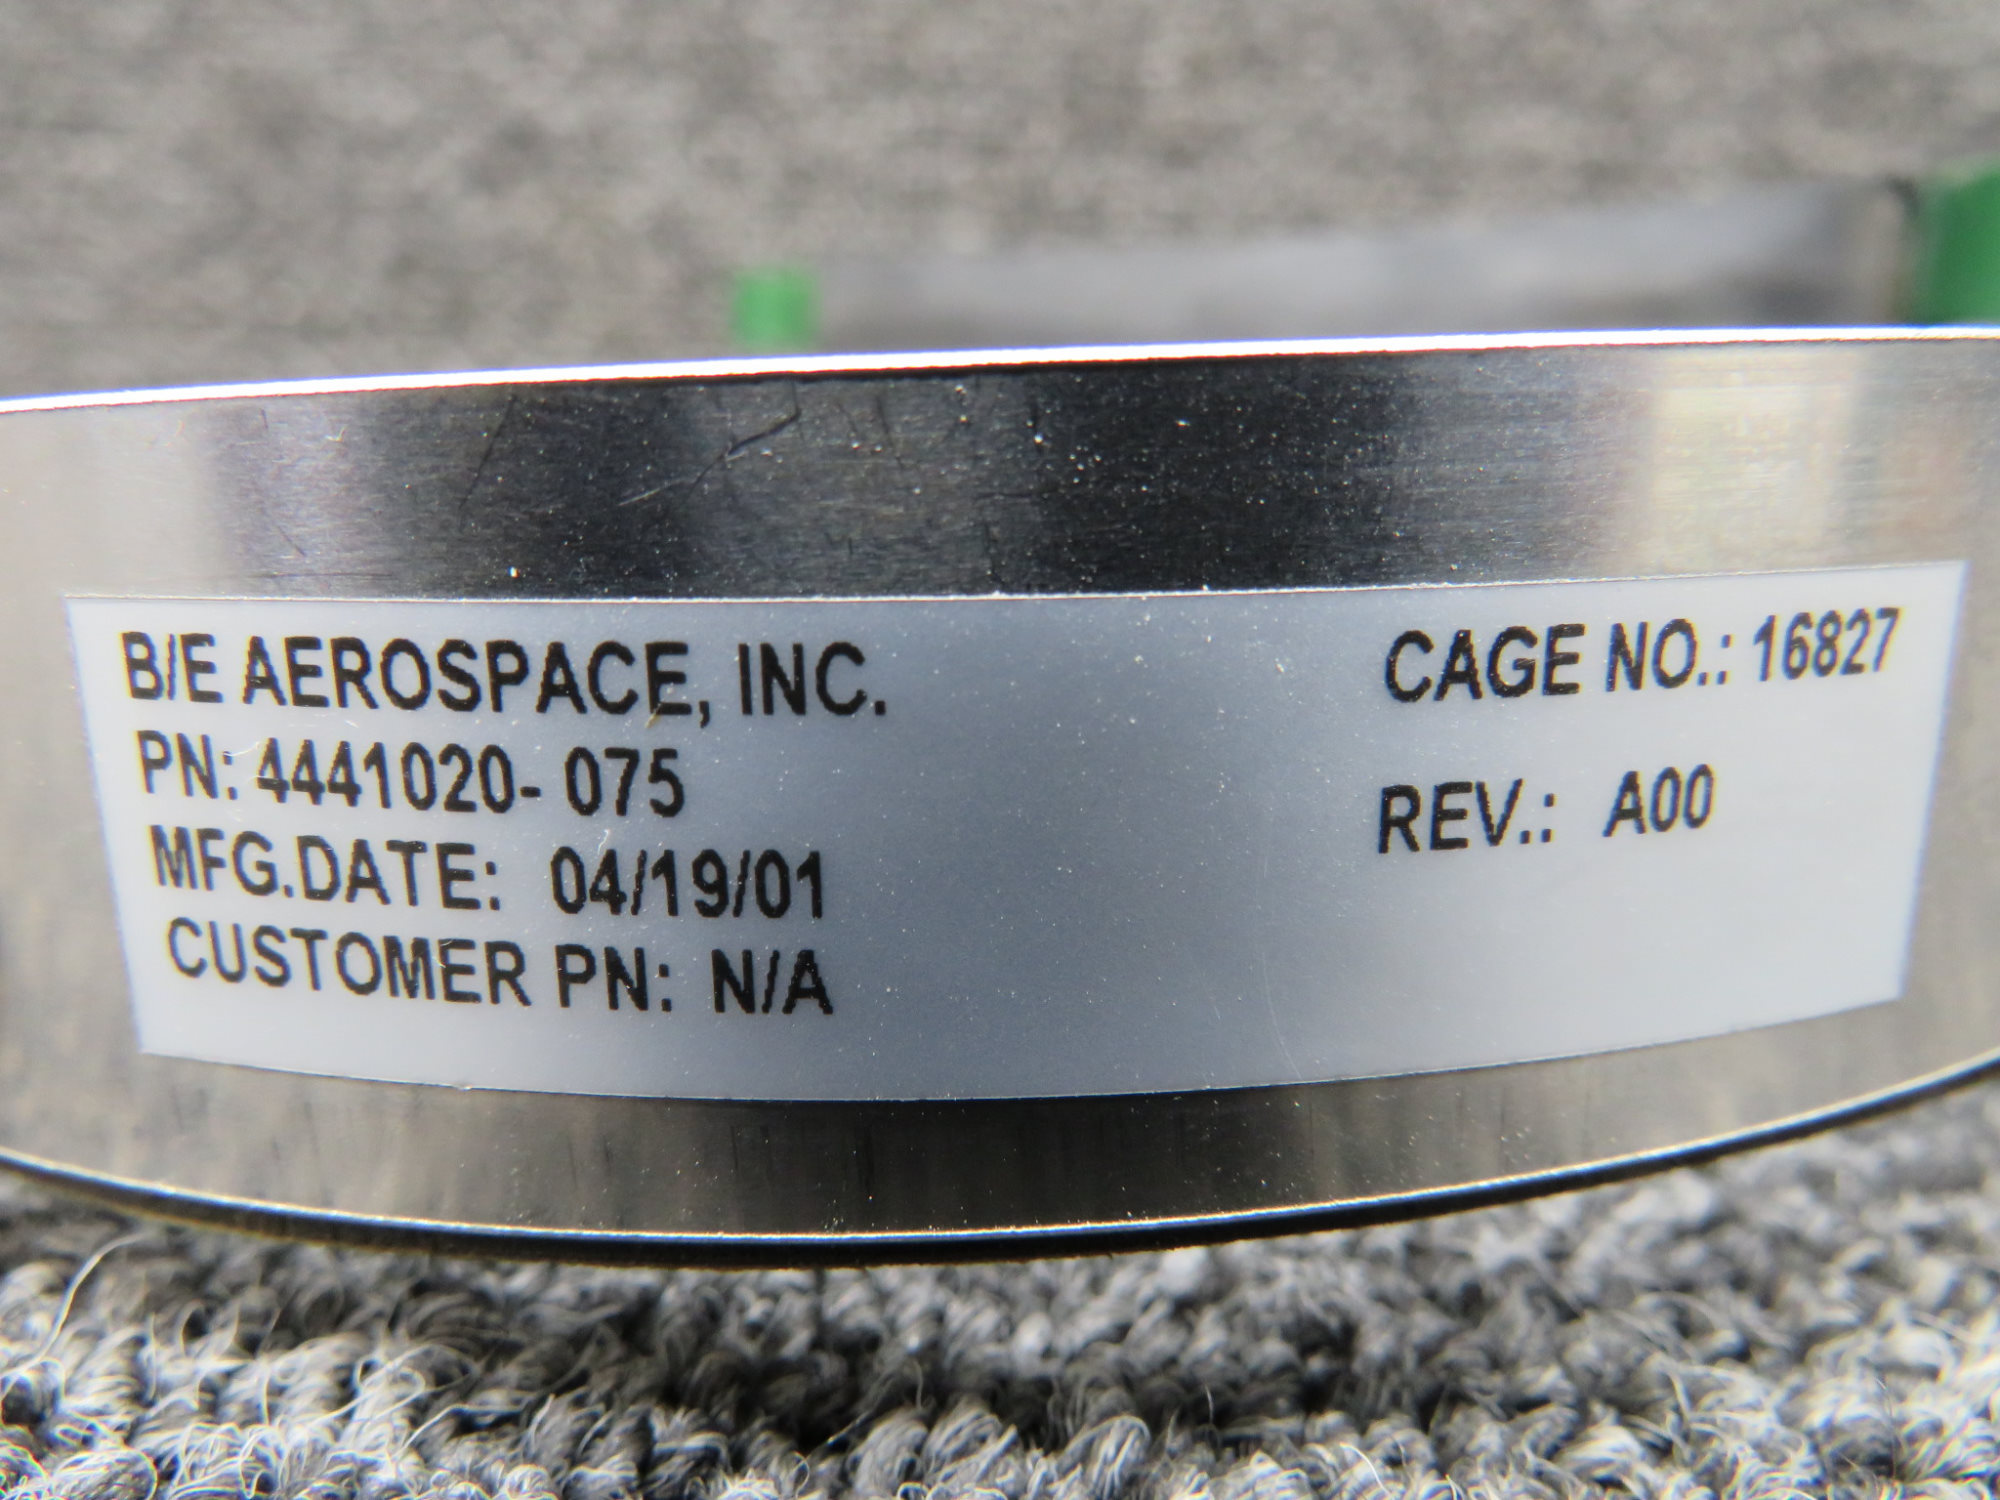 B/E AEROSPACE, INC.
CAGE NO.: 16827
PN: 4441020- 075
REV.: A00
MFG.DATE: 04/19/01
CUSTOMER PN: N/A